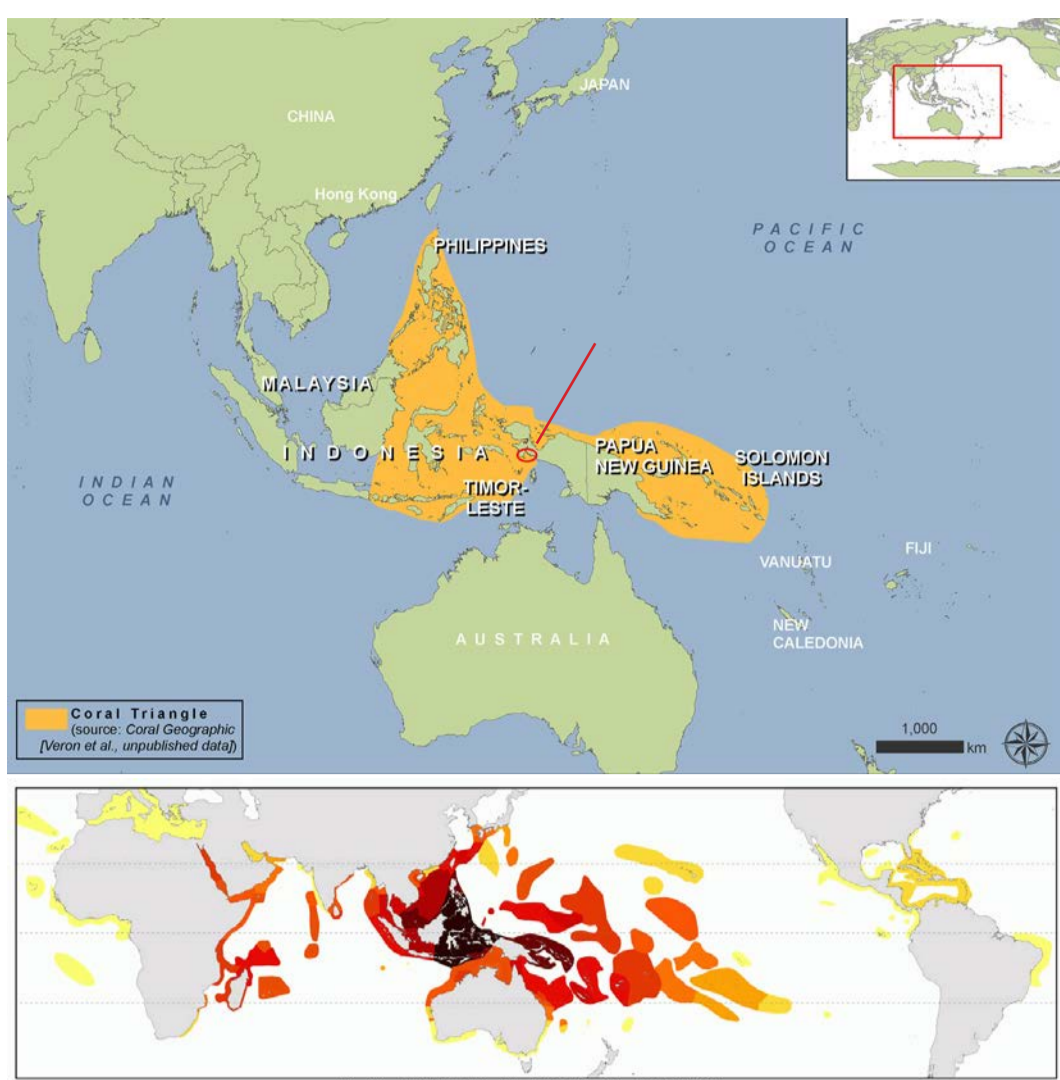 JAPAN
CHINA
Hong Kong
PACIFIC
OCEAN
PHILIPPINES
MALAYSIA
INDONESIA
PAPUA
NEW GUINEA
SOLOMON
ISLANDS
INDIAN
OCEAN
TIMOR-
LESTE
VANUATU
FIJI
NEW
CALEDONIA
AUSTRALIA
Coral Triangle
(source: Coral Geographic
[Veron et al., unpublished data])
1,000
km